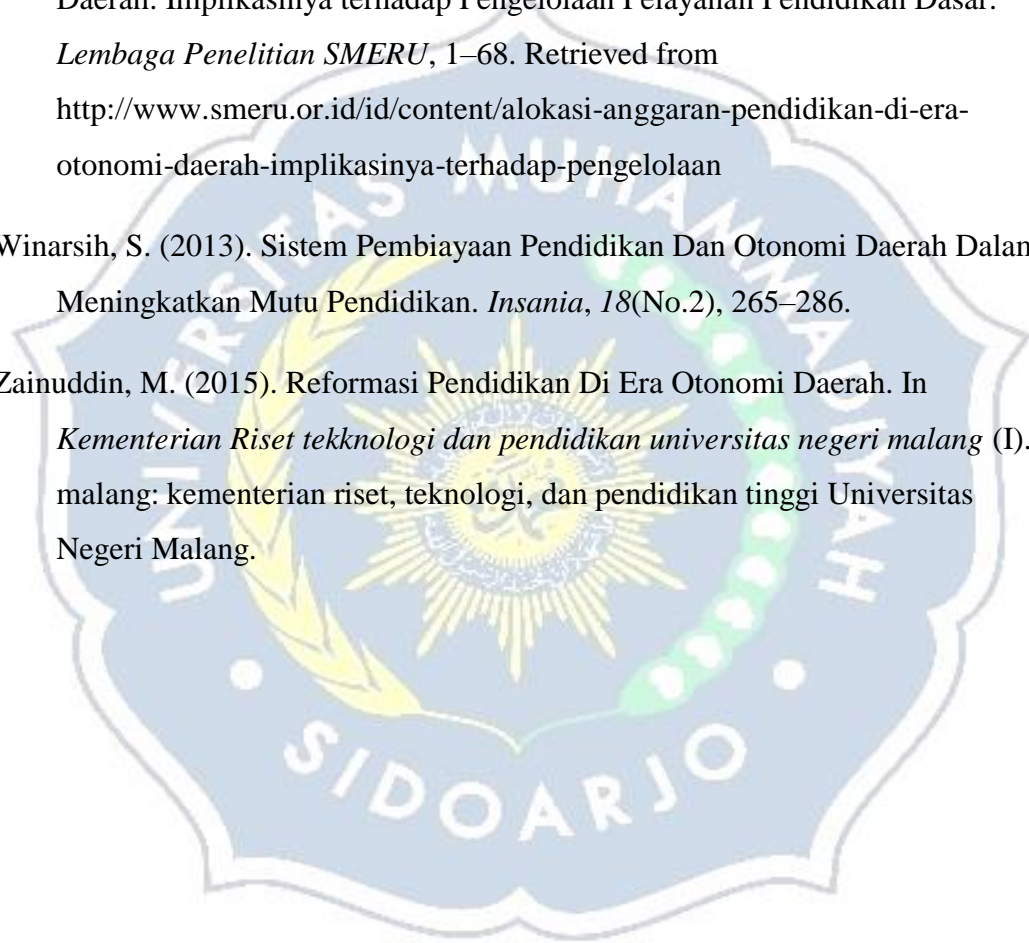 Daerah: Implikasinya terhadap Pengelolaan Pelayanan Pendidikan Dasar.
Lembaga Penelitian SMERU, 1–68. Retrieved from
http://www.smeru.or.id/id/content/alokasi-anggaran-pendidikan-di-era-
otonomi-daerah-implikasinya-terhadap-pengelolaan
Winarsih, S. (2013). Sistem Pembiayaan Pendidikan Dan Otonomi Daerah Dalam
Meningkatkan Mutu Pendidikan. Insania, 18(No.2), 265–286.
Zainuddin, M. (2015). Reformasi Pendidikan Di Era Otonomi Daerah. In
Kementerian Riset tekknologi dan pendidikan universitas negeri malang (I).
malang: kementerian riset, teknologi, dan pendidikan tinggi Universitas
Negeri Malang.
UNIVERSITAS MUHAMMADIYAH
SIDOARJO